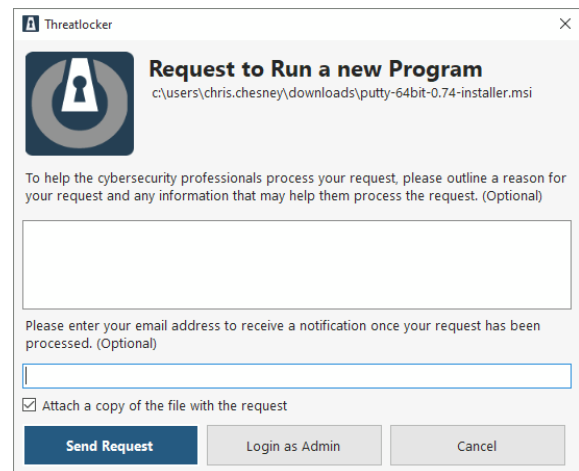 Threatlocker
Request to Run a new Program
c:\users\chris.chesney\downloads\putty-64bit-0.74-installer.msi
To help the cybersecurity professionals process your request, please outline a reason for
your request and any information that may help them process the request. (Optional)
Please enter your email address to receive a notification once your request has been
processed. (Optional)
Attach a copy of the file with the request
Send Request
Login as Admin
Cancel